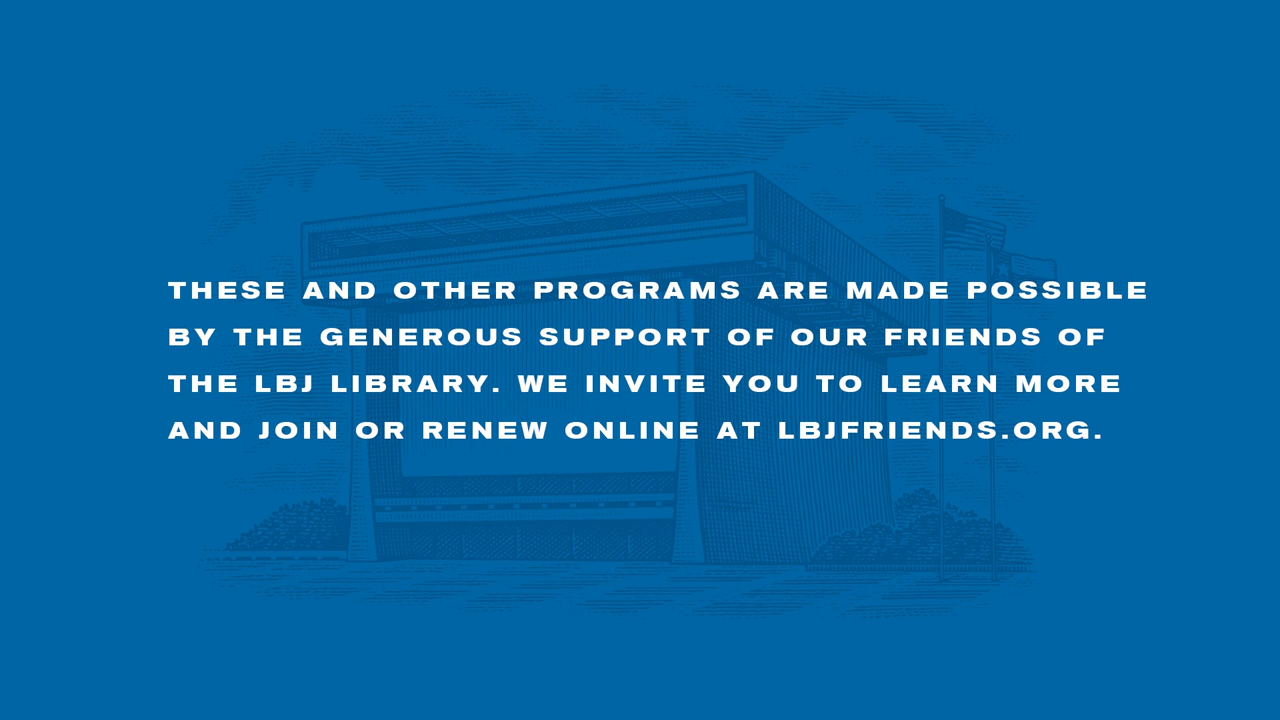 THESE AND OTHER PROGRAMS ARE MADE POSSIBLE
BY THE GENEROUS SUPPORT OF OUR FRIENDS OF
THE LBJ LIBRARY. WE INVITE YOU TO LEARN MORE
AND JOIN OR RENEW ONLINE AT LBJFRIENDS.ORG.